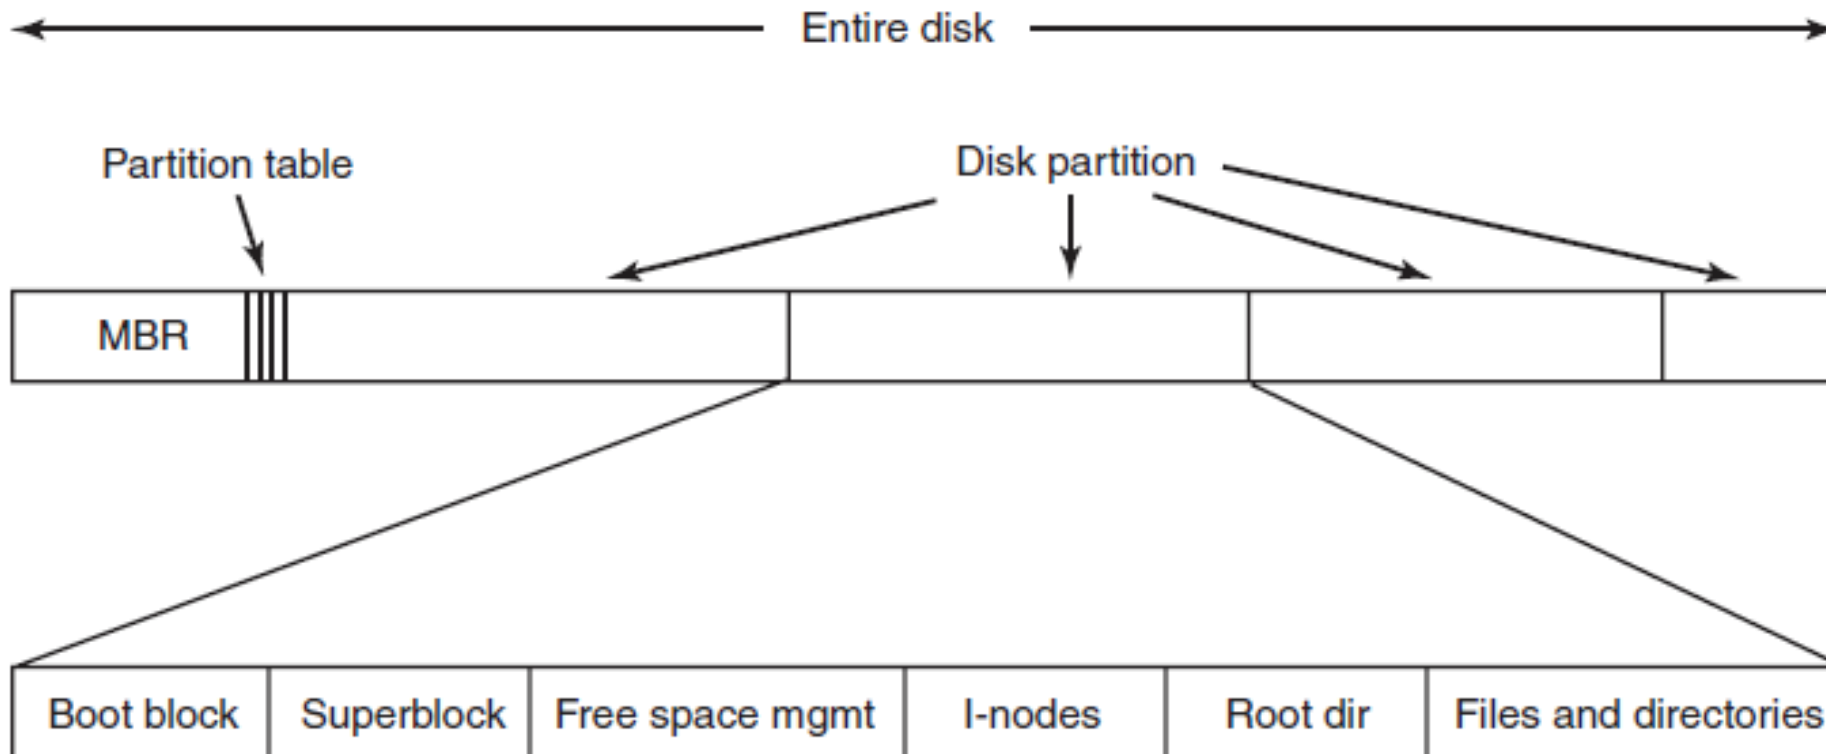 Entire disk
Partition table
Disk partition
MBR
Boot block
Superblock
Free space mgmt
I-nodes
Root dir
Files and directories